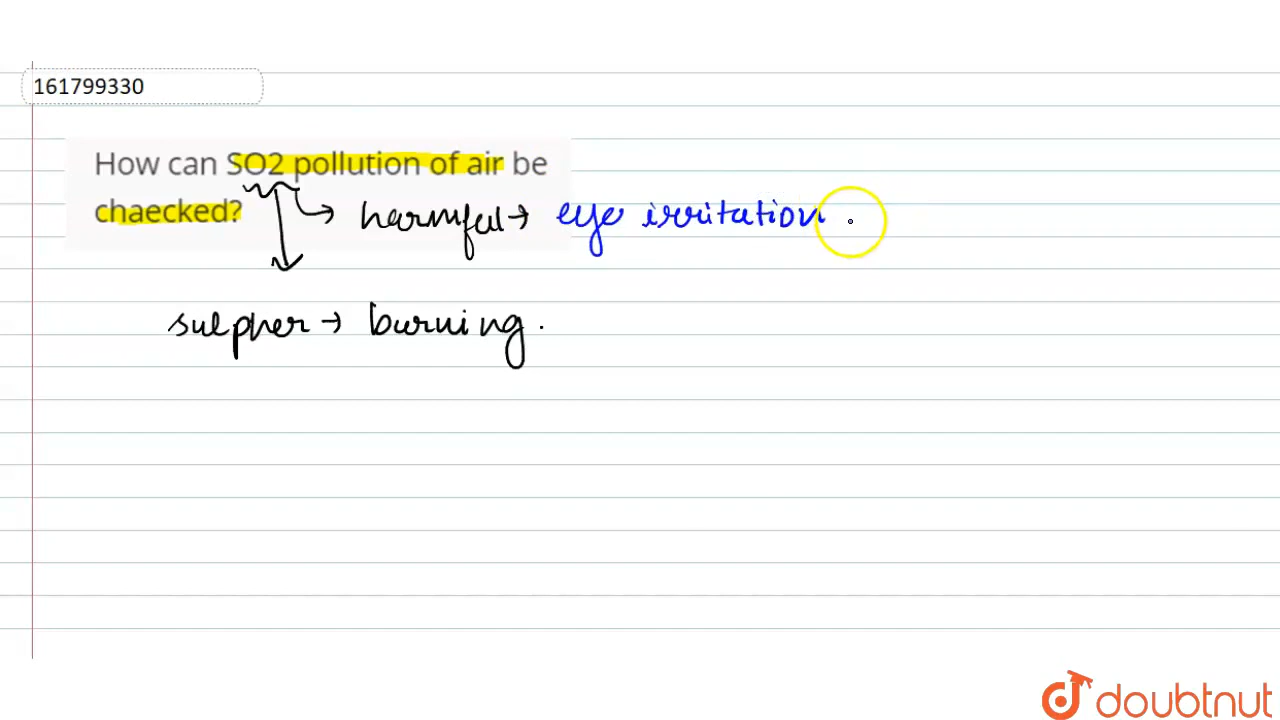 161799330
How can SO2 pollution of air be
chaecked?
harmful → eye irritation.
sulpher → burning.
doubtnut